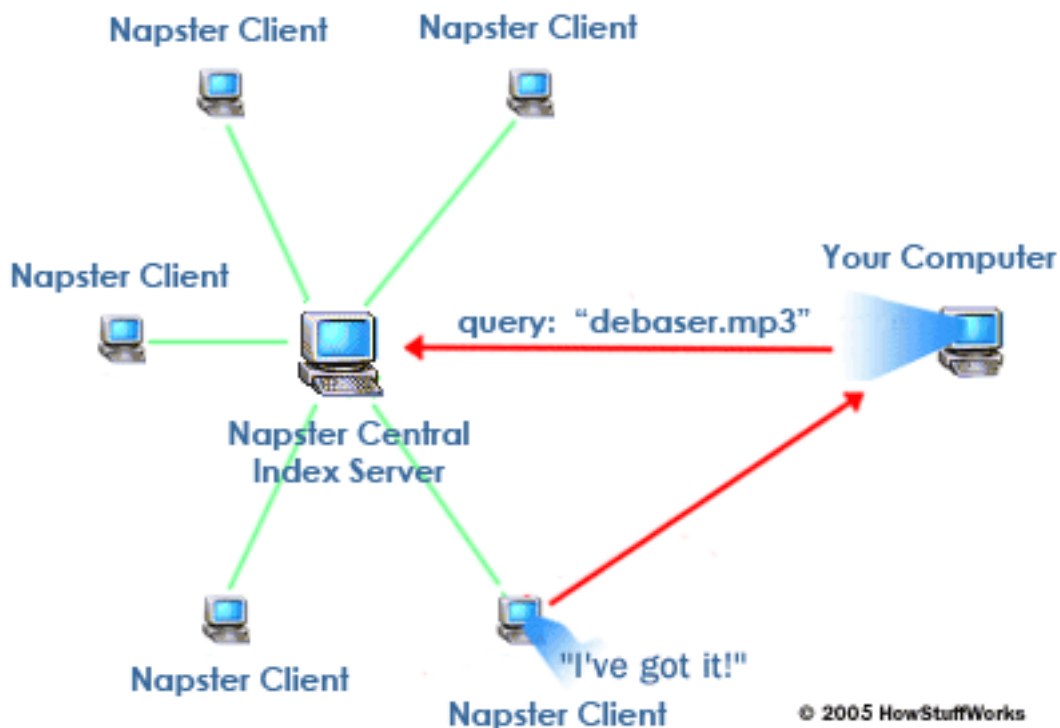 Napster Client
Napster Client
Napster Client
Your Computer
query: “debaser.mp3”
Napster Central
Index Server
Napster Client
"I've got it!"
Napster Client
© 2005 HowStuffWorks